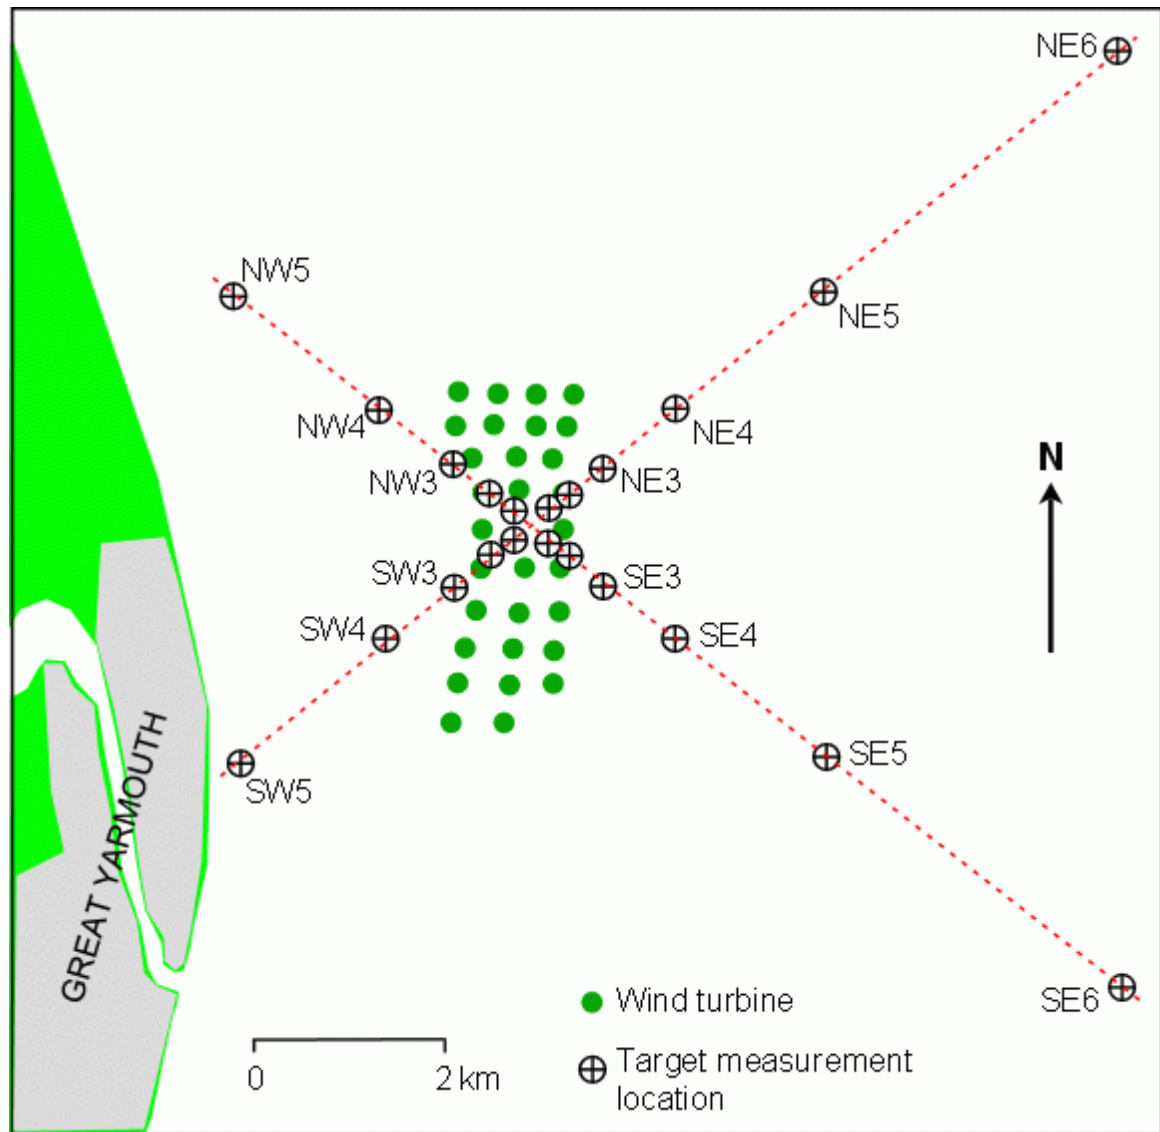 NE6
NW5
NE5
NW4
NE4
NW3
NE3
N
SW3
SE3
SW4
SE4
SW5
SE5
GREAT YARMOUTH
SE6
Wind turbine
Target measurement
location
0
2 km